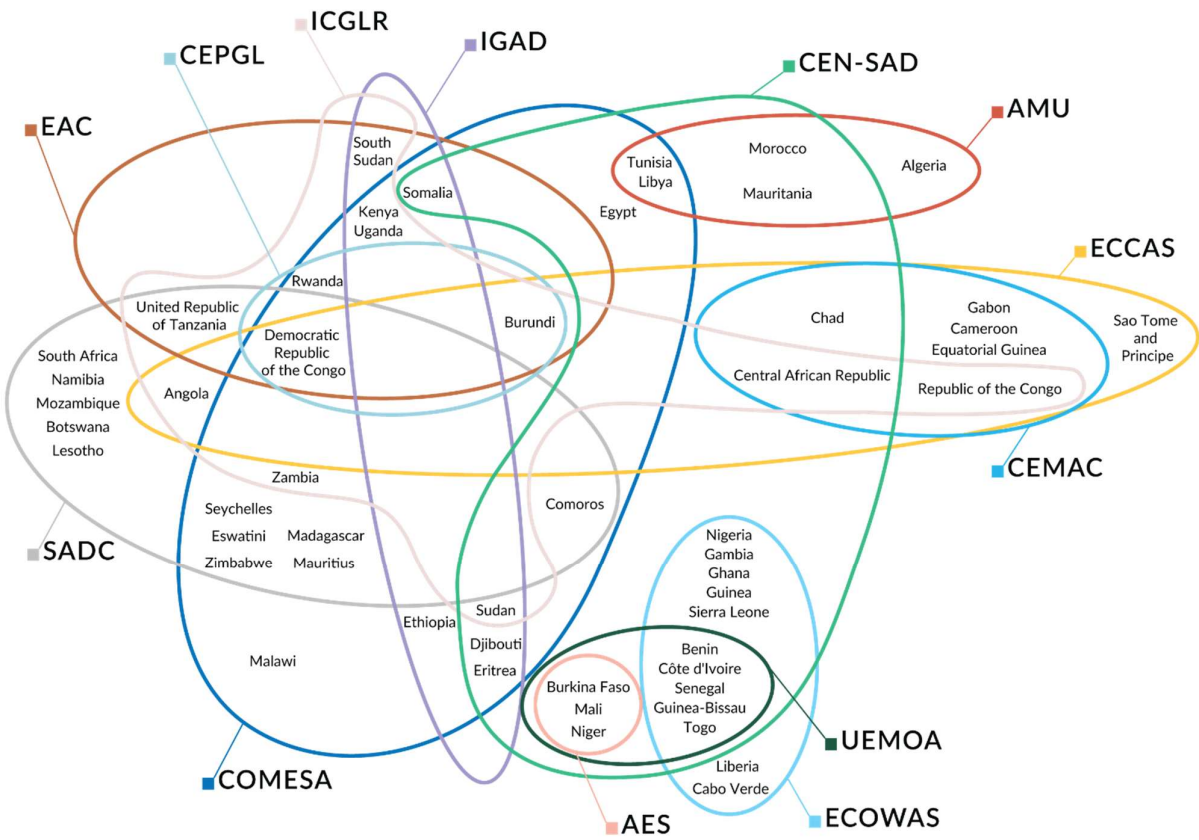 ICGLR
IGAD
CEPGL
CEN-SAD
AMU
EAC
South
Sudan
Tunisia
Libya
Morocco
Algeria
Mauritania
Somalia
Kenya
Uganda
Egypt
ECCAS
Rwanda
United Republic
of Tanzania
Democratic
Republic
of the Congo
Burundi
Chad
Gabon
Cameroon
Equatorial Guinea
Sao Tome
and
Principe
South Africa
Namibia
Mozambique
Botswana
Lesotho
Angola
Central African Republic
Republic of the Congo
CEMAC
Zambia
Seychelles
Eswatini Madagascar
Zimbabwe Mauritius
Comoros
SADC
Nigeria
Gambia
Ghana
Guinea
Sierra Leone
Ethiopia
Sudan
Djibouti
Eritrea
Malawi
Benin
Côte d'Ivoire
Senegal
Guinea-Bissau
Togo
Burkina Faso
Mali
Niger
UEMOA
Liberia
Cabo Verde
COMESA
AES
ECOWAS